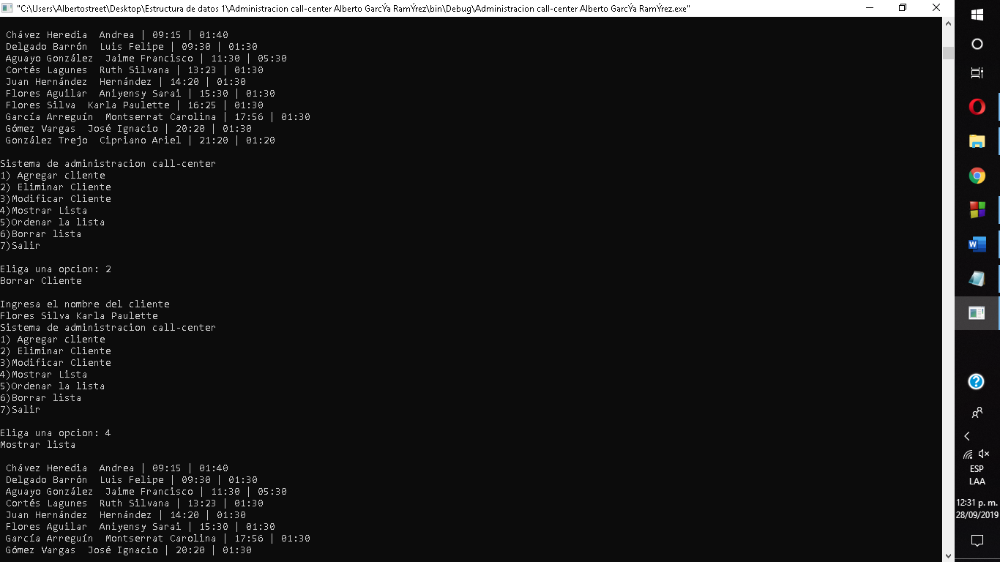 "C:\Users\Albertostreet\Desktop\Estructura de datos 1\Administracion call-center Alberto GarcÝa RamÝrez\bin\Debug\Administracion call-center Alberto GarcÝa RamÝrez.exe"
Chávez Heredia  Andrea | 09:15 | 01:40
Delgado Barrón  Luis Felipe | 09:30 | 01:30
Aguayo González  Jaime Francisco | 11:30 | 05:30
Cortés Lagunes  Ruth Silvana | 13:23 | 01:30
Juan Hernández  Hernández | 14:20 | 01:30
Flores Aguilar  Aniyensy Sarai | 15:30 | 01:30
Flores Silva  Karla Paulette | 16:25 | 01:30
García Arreguín  Montserrat Carolina | 17:56 | 01:30
Gómez Vargas  José Ignacio | 20:20 | 01:30
González Trejo  Cipriano Ariel | 21:20 | 01:20
Sistema de administracion call-center
1) Agregar cliente
2) Eliminar Cliente
3)Modificar Cliente
4)Mostrar Lista
5)Ordenar la lista
6)Borrar lista
7)Salir
Eliga una opcion: 2
Borrar Cliente
Ingresa el nombre del cliente
Flores Silva Karla Paulette
Sistema de administracion call-center
1) Agregar cliente
2) Eliminar Cliente
3)Modificar Cliente
4)Mostrar Lista
5)Ordenar la lista
6)Borrar lista
7)Salir
Eliga una opcion: 4
Mostrar lista
Chávez Heredia  Andrea | 09:15 | 01:40
Delgado Barrón  Luis Felipe | 09:30 | 01:30
Aguayo González  Jaime Francisco | 11:30 | 05:30
Cortés Lagunes  Ruth Silvana | 13:23 | 01:30
Juan Hernández  Hernández | 14:20 | 01:30
Flores Aguilar  Aniyensy Sarai | 15:30 | 01:30
García Arreguín  Montserrat Carolina | 17:56 | 01:30
Gómez Vargas  José Ignacio | 20:20 | 01:30
ESP
LAA
12:31 p. m.
28/09/2019